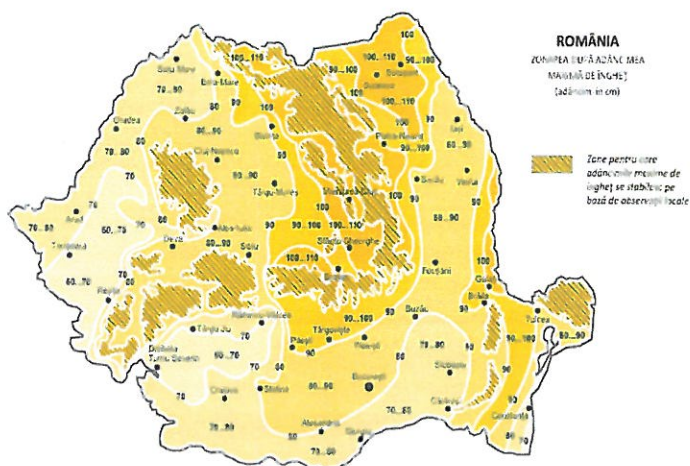 ROMÂNIA
ZONAREA DUPĂ ADÂNCIMEA
MAXIMĂ DE ÎNGHEȚ
(adâncimi in cm)
Zone pentru care
adâncimile maxime de
îngheț se stabilesc pe
bază de observații locale
Satu Mare
70...80
Baia-Mare
100...110
100
90...100
Botoșani
Suceava
100...110
Oradea
Zalău
80
80...90
Bistrița
Piatra-Neamț
Iași
Cluj-Napoca
90
Târgu-Mureș
Miercurea Ciuc
Bacău
Vaslui
Arad
70
60...70
Timișoara
Deva
Alba-Iulia
Sibiu
Sfântu Gheorghe
Brașov
Focșani
Galați
Brăila
Tulcea
Reșița
Târgu Jiu
Râmnicu-Vâlcea
Pitești
Târgoviște
Ploiești
Buzău
Drobeta
Turnu Severin
Craiova
Slatina
București
Slobozia
Călărași
Constanța
Alexandria
Giurgiu